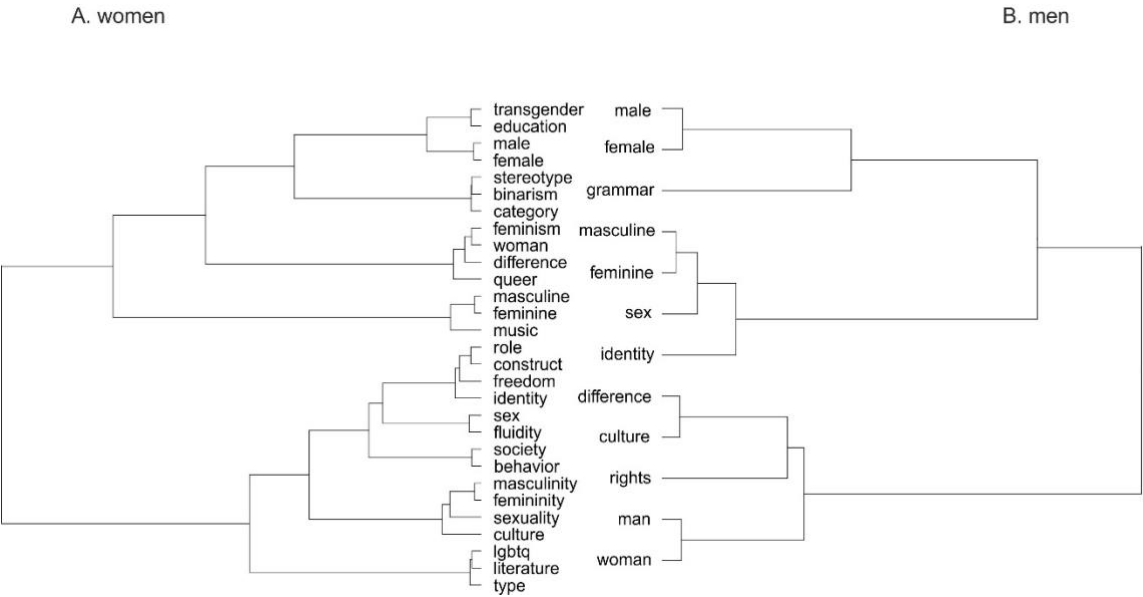 A. women
B. men
transgender
education
male
female
stereotype
binarism
category
feminism
woman
difference
queer
masculine
feminine
music
role
construct
freedom
identity
sex
fluidity
society
behavior
masculinity
femininity
sexuality
culture
lgbtq
literature
type
male
female
grammar
masculine
feminine
sex
identity
difference
culture
rights
man
woman